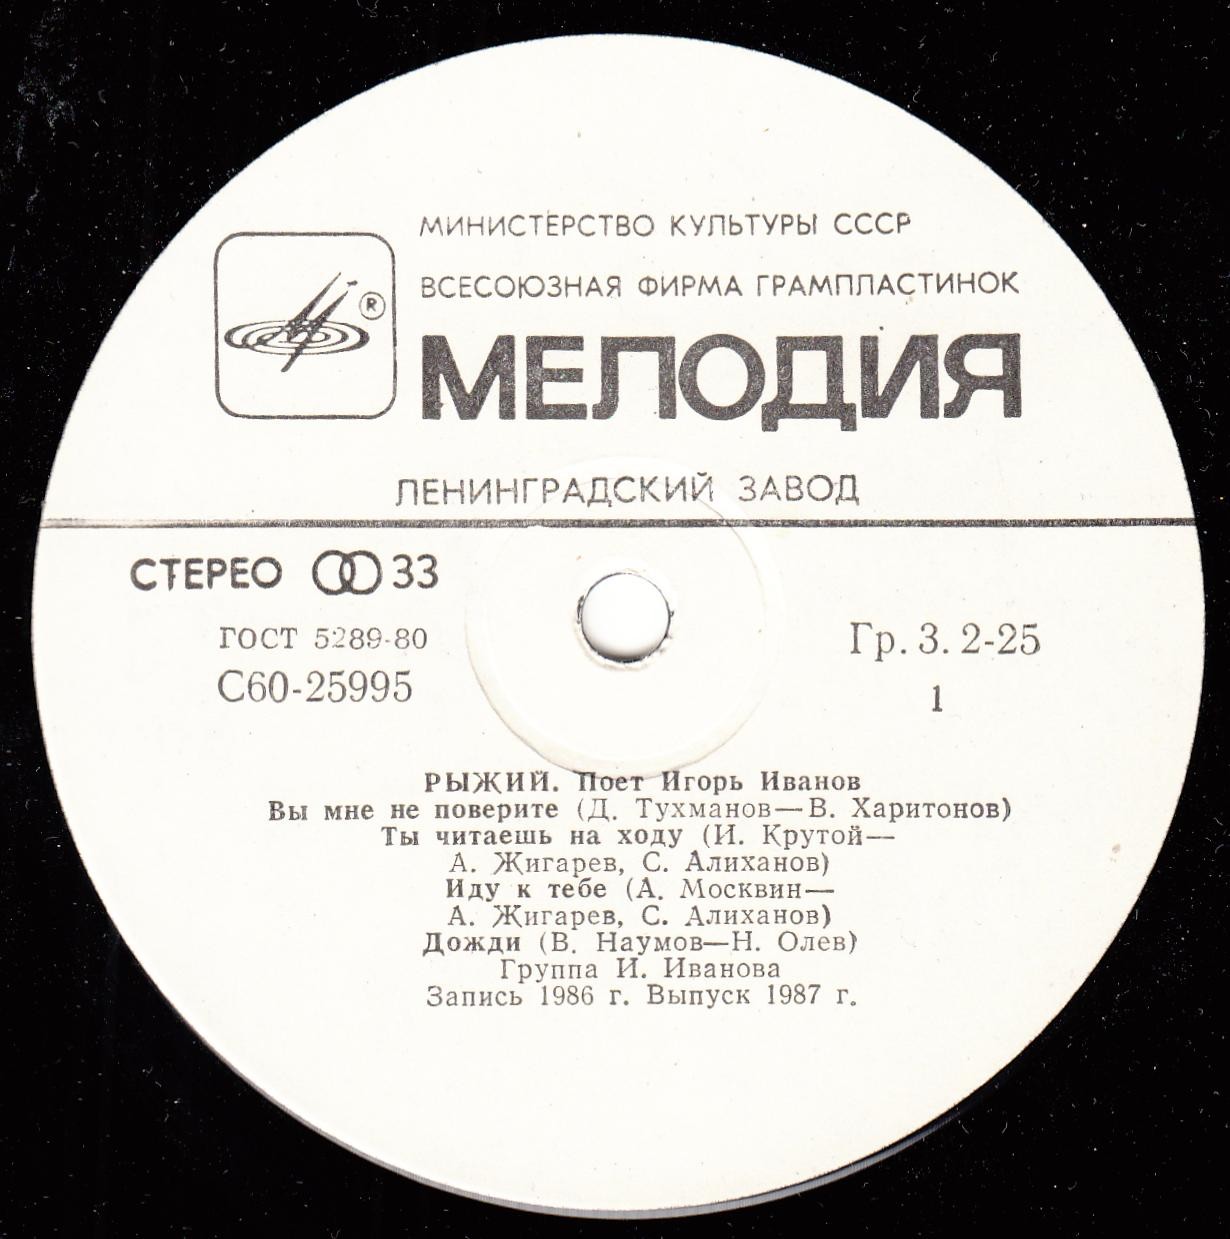 МИНИСТЕРСТВО КУЛЬТУРЫ СССР
ВСЕСОЮЗНАЯ ФИРМА ГРАМПЛАСТИНОК
®
МЕЛОДИЯ
ЛЕНИНГРАДСКИЙ ЗАВОД
СТЕРЕО 33
ГОСТ 5289-80
С60-25995
Гр. 3. 2-25
1
РЫЖИЙ. Поет Игорь Иванов
Вы мне не поверите (Д. Тухманов—В. Харитонов)
Ты читаешь на ходу (И. Крутой—
А. Жигарев, С. Алиханов)
Иду к тебе (А. Москвин—
А. Жигарев, С. Алиханов)
Дожди (В. Наумов—Н. Олев)
Группа И. Иванова
Запись 1986 г. Выпуск 1987 г.